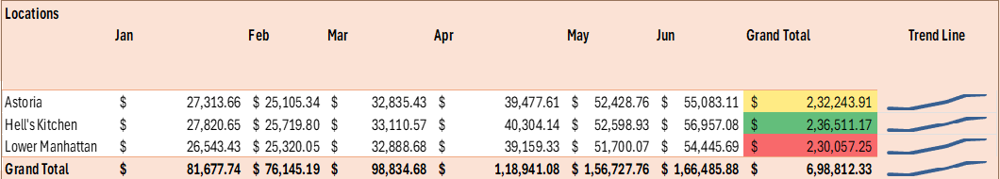 Locations
Jan Feb Mar Apr May Jun Grand Total Trend Line
Astoria $ 27,313.66 $ 25,105.34 $ 32,835.43 $ 39,477.61 $ 52,428.76 $ 55,083.11 $ 2,32,243.91
Hell's Kitchen $ 27,820.65 $ 25,719.80 $ 33,110.57 $ 40,304.14 $ 52,598.93 $ 56,957.08 $ 2,36,511.17
Lower Manhattan $ 26,543.43 $ 25,320.05 $ 32,888.68 $ 39,159.33 $ 51,700.07 $ 54,445.69 $ 2,30,057.25
Grand Total $ 81,677.74 $ 76,145.19 $ 98,834.68 $ 1,18,941.08 $ 1,56,727.76 $ 1,66,485.88 $ 6,98,812.33